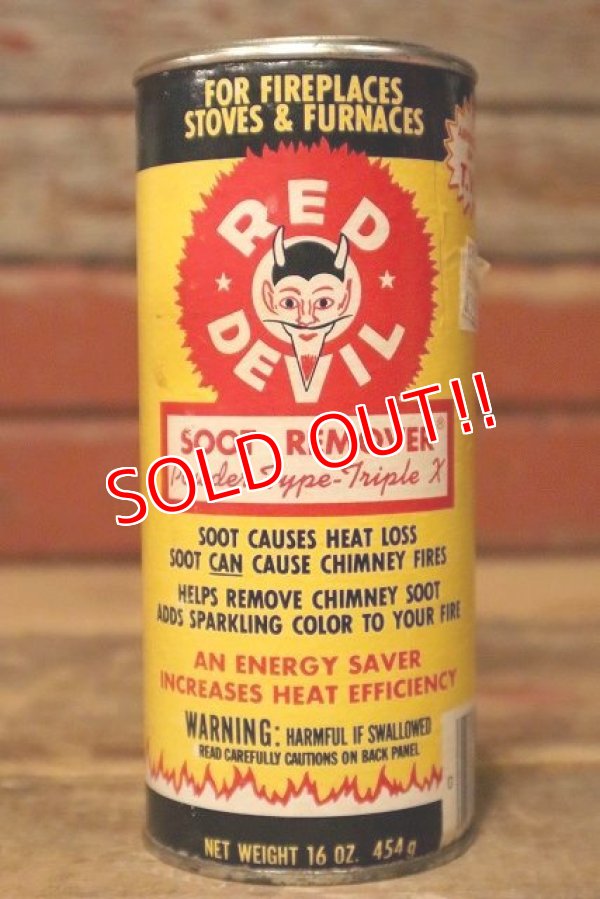 FOR FIREPLACES
STOVES & FURNACES
RED
DEVIL
SOOT REMOVER®
Type-Triple X
SOLD OUT!!
SOOT CAUSES HEAT LOSS
SOOT CAN CAUSE CHIMNEY FIRES
HELPS REMOVE CHIMNEY SOOT
ADDS SPARKLING COLOR TO YOUR FIRE
AN ENERGY SAVER
INCREASES HEAT EFFICIENCY
WARNING: HARMFUL IF SWALLOWED
READ CAREFULLY CAUTIONS ON BACK PANEL
0
NET WEIGHT 16 OZ. 454g